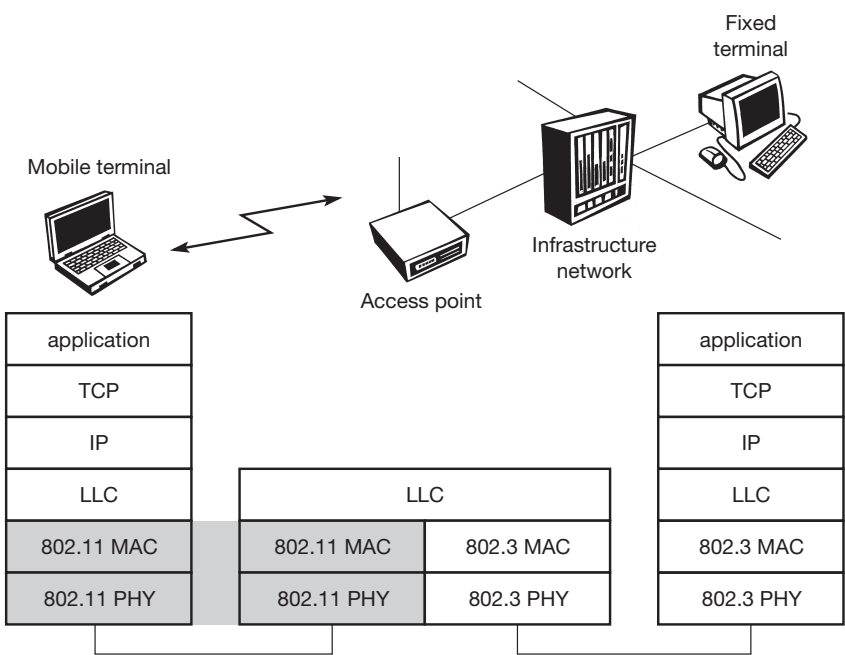 Fixed
terminal
Mobile terminal
Infrastructure
network
Access point
application
TCP
IP
LLC
802.11 MAC
802.11 PHY
LLC
802.11 MAC
802.3 MAC
802.11 PHY
802.3 PHY
application
TCP
IP
LLC
802.3 MAC
802.3 PHY